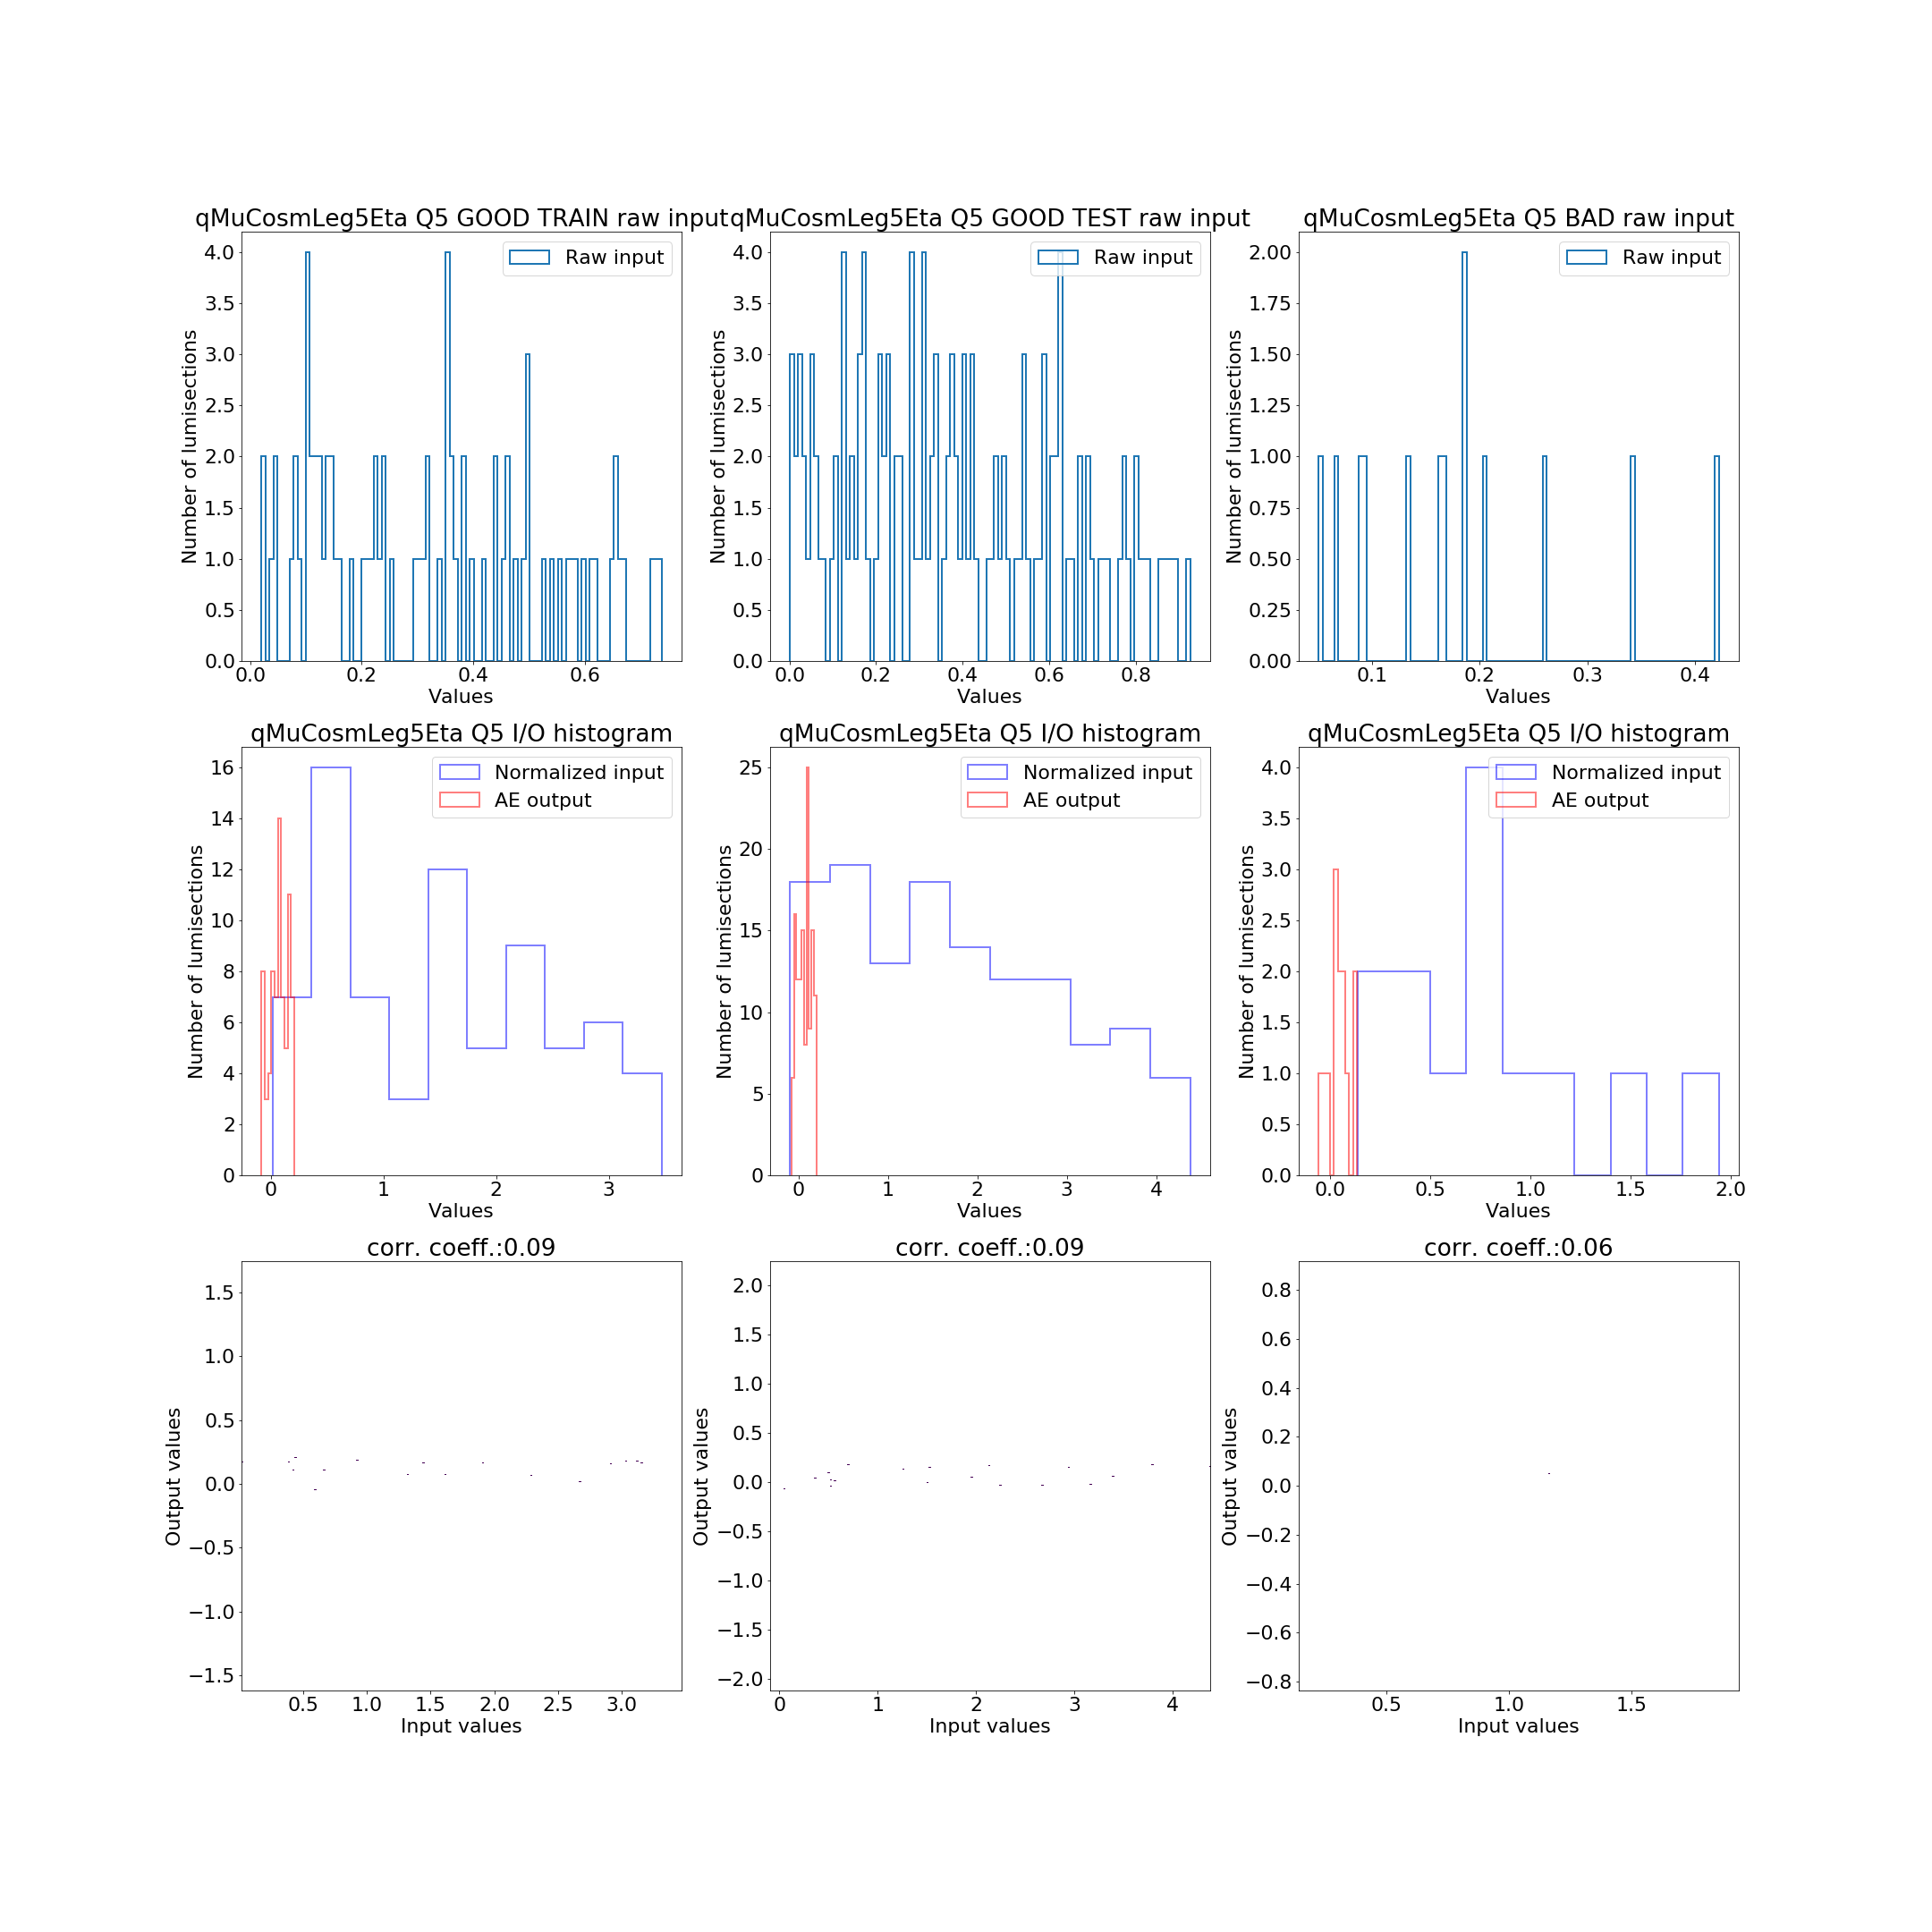 qMuCosmLeg5Eta Q5 GOOD TRAIN raw input
4.0
3.5
3.0
2.5
2.0
1.5
1.0
0.5
0.0
Number of lumisections
Raw input
0.0 0.2 0.4 0.6
Values
qMuCosmLeg5Eta Q5 GOOD TEST raw input
4.0
3.5
3.0
2.5
2.0
1.5
1.0
0.5
0.0
Number of lumisections
Raw input
0.0 0.2 0.4 0.6 0.8
Values
qMuCosmLeg5Eta Q5 BAD raw input
2.00
1.75
1.50
1.25
1.00
0.75
0.50
0.25
0.00
Number of lumisections
Raw input
0.1 0.2 0.3 0.4
Values
qMuCosmLeg5Eta Q5 I/O histogram
16
14
12
10
8
6
4
2
0
Number of lumisections
Normalized input
AE output
0 1 2 3
Values
qMuCosmLeg5Eta Q5 I/O histogram
25
20
15
10
5
0
Number of lumisections
Normalized input
AE output
0 1 2 3 4
Values
qMuCosmLeg5Eta Q5 I/O histogram
4.0
3.5
3.0
2.5
2.0
1.5
1.0
0.5
0.0
Number of lumisections
Normalized input
AE output
0.0 0.5 1.0 1.5 2.0
Values
corr. coeff.:0.09
1.5
1.0
0.5
0.0
−0.5
−1.0
−1.5
Output values
0.5 1.0 1.5 2.0 2.5 3.0
Input values
corr. coeff.:0.09
2.0
1.5
1.0
0.5
0.0
−0.5
−1.0
−1.5
−2.0
Output values
0 1 2 3 4
Input values
corr. coeff.:0.06
0.8
0.6
0.4
0.2
0.0
−0.2
−0.4
−0.6
−0.8
Output values
0.5 1.0 1.5
Input values